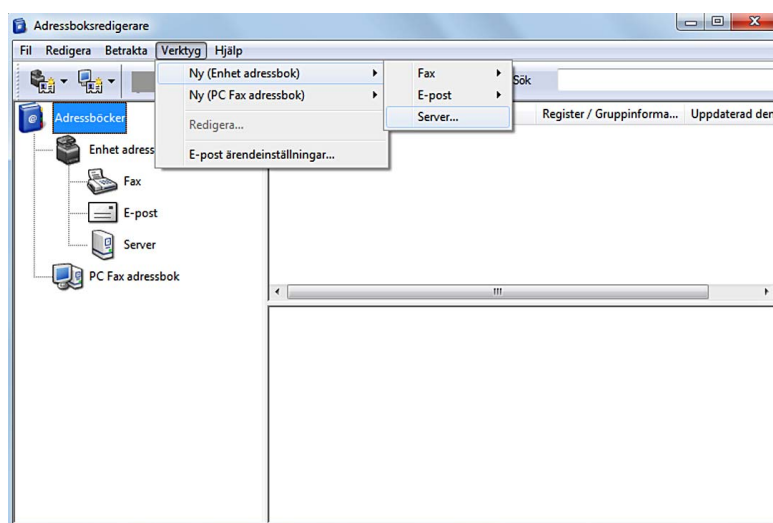 Adressboksredigerare
Fil Redigera Betrakta Verktyg Hjälp
Ny (Enhet adressbok)
Ny (PC Fax adressbok)
Redigera...
E-post ärendeinställningar...
Fax
E-post
Server...
Sök
Register / Gruppinforma... Uppdaterad den
Adressböcker
Enhet adress
Fax
E-post
Server
PC Fax adressbok